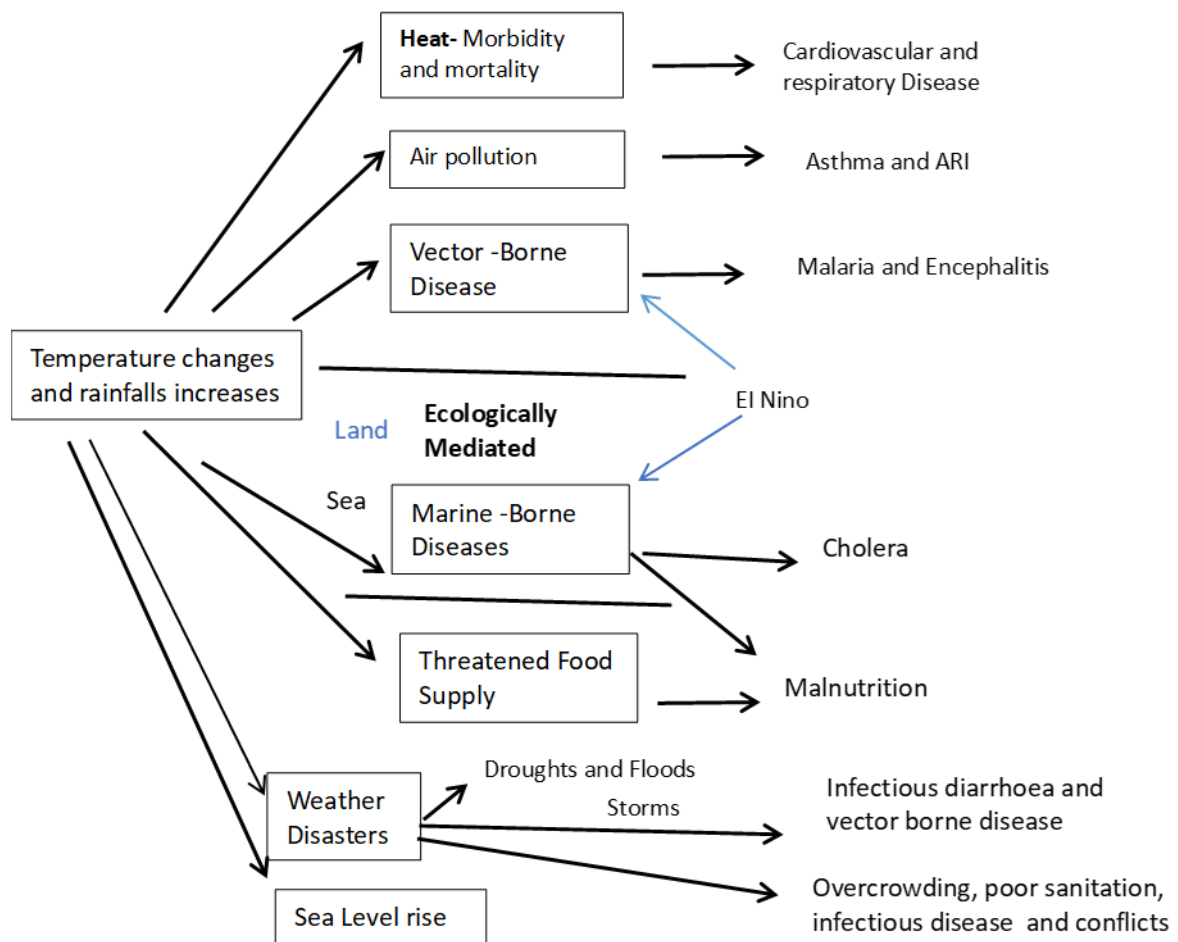 Heat- Morbidity
and mortality
Cardiovascular and
respiratory Disease
Air pollution
Asthma and ARI
Vector -Borne
Disease
Malaria and Encephalitis
Temperature changes
and rainfalls increases
El Nino
Land
Ecologically
Mediated
Sea
Marine -Borne
Diseases
Cholera
Threatened Food
Supply
Malnutrition
Droughts and Floods
Storms
Weather
Disasters
Infectious diarrhoea and
vector borne disease
Overcrowding, poor sanitation,
infectious disease  and conflicts
Sea Level rise